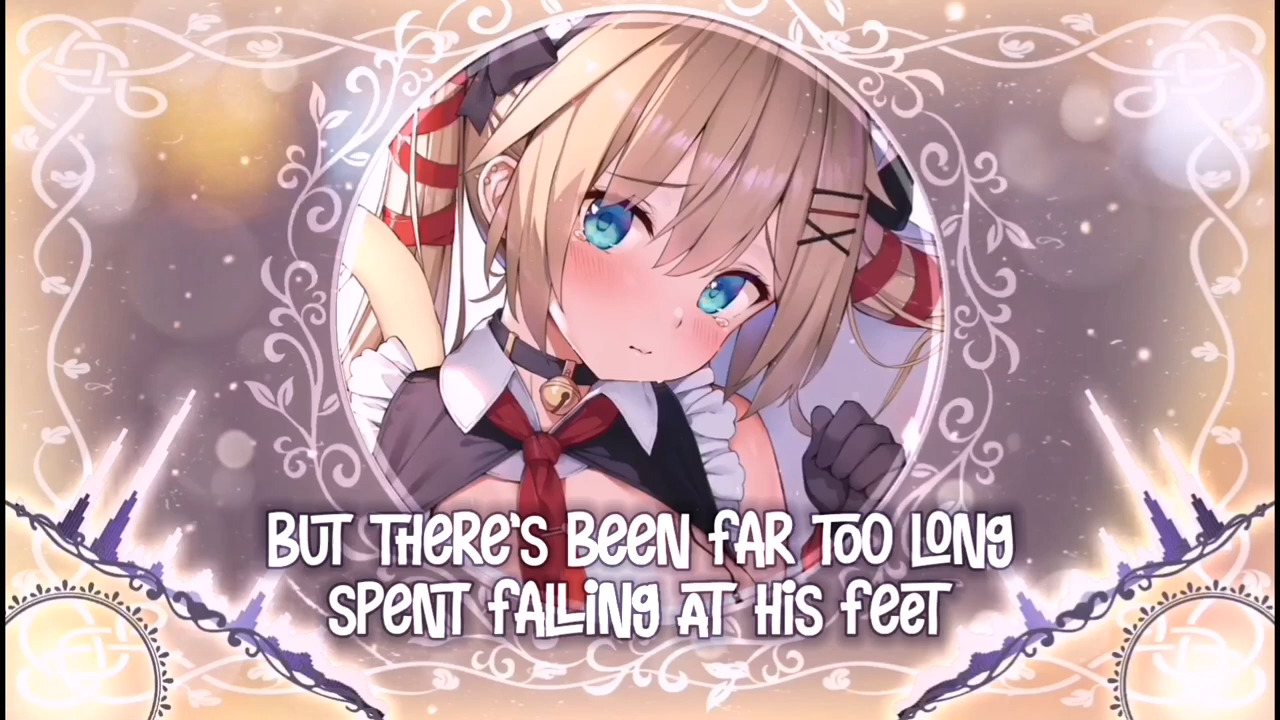 BUT THERE'S BEEN FAR TOO LONG
SPENT FALLING AT HIS FEET